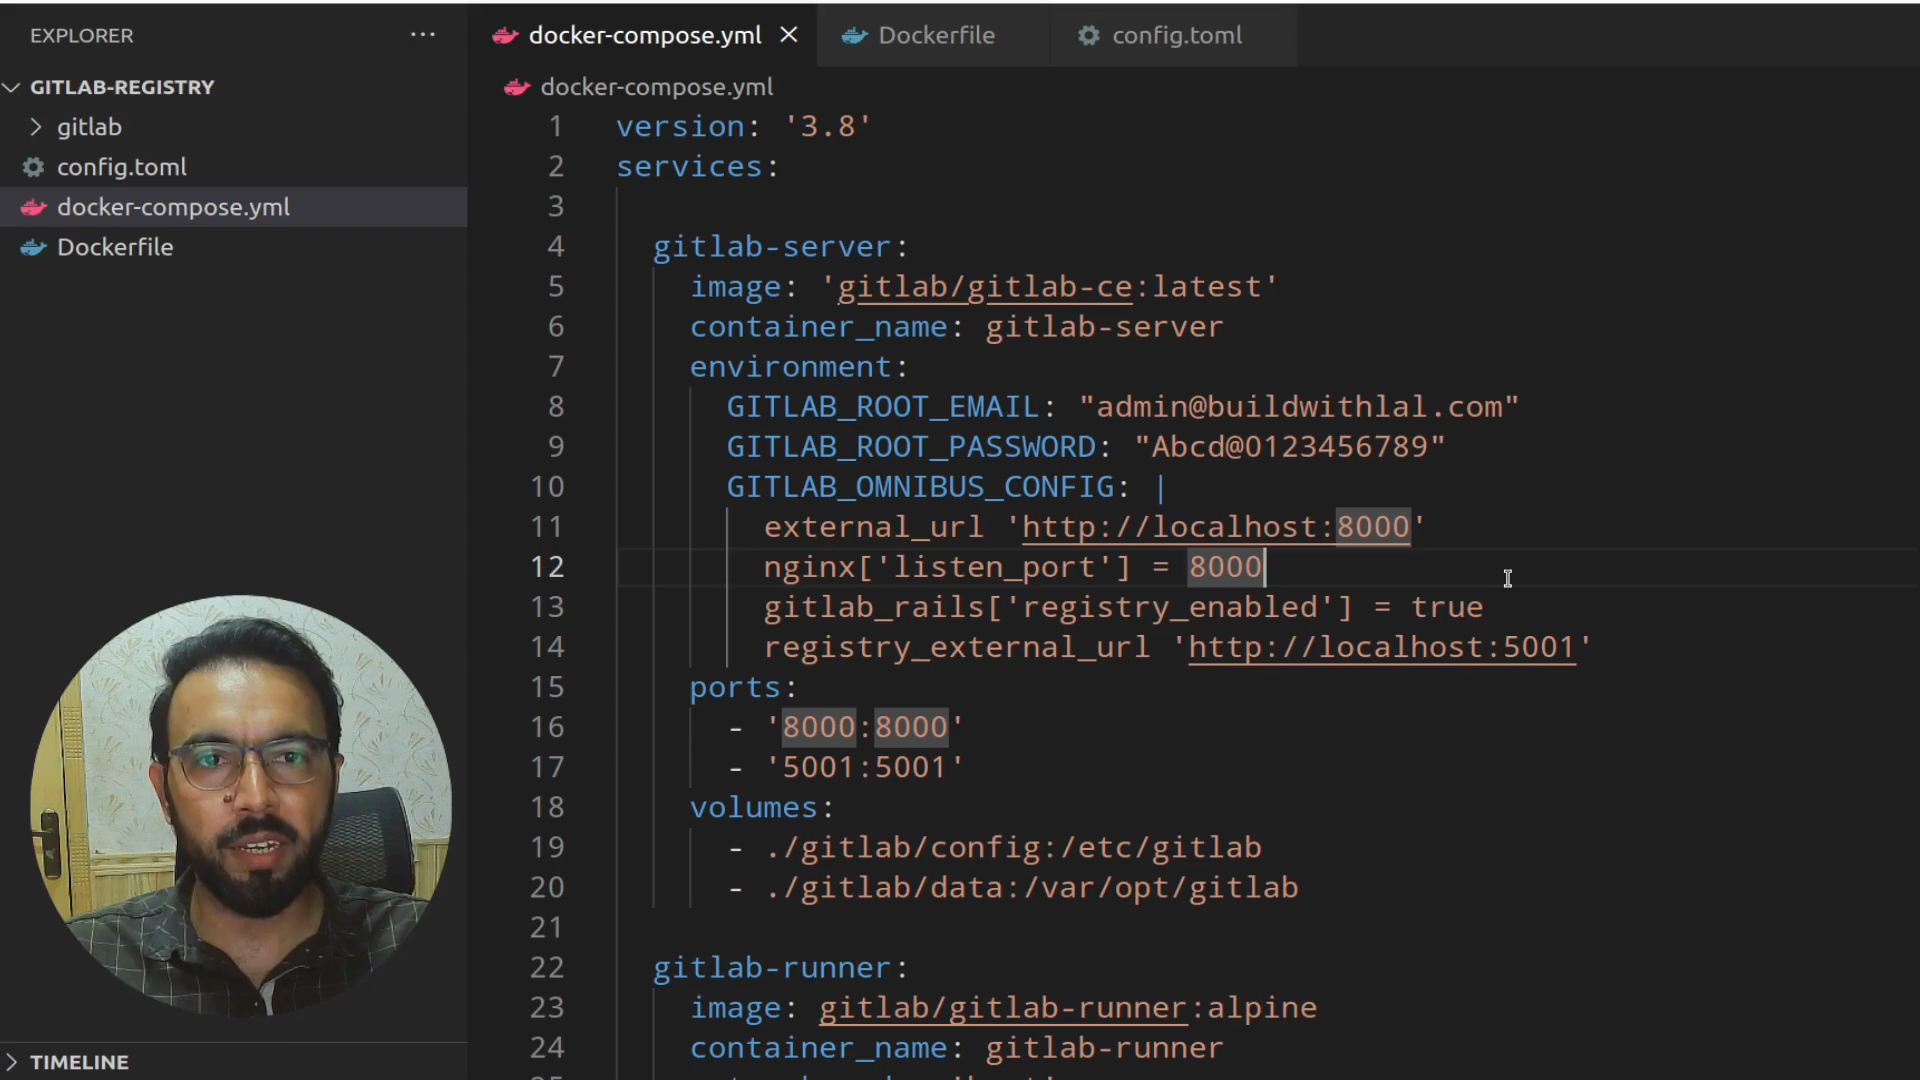 EXPLORER
GITLAB-REGISTRY
gitlab
config.toml
docker-compose.yml
Dockerfile
TIMELINE
docker-compose.yml
Dockerfile
config.toml
docker-compose.yml
1 version: '3.8'
2 services:
3
4 gitlab-server:
5 image: 'gitlab/gitlab-ce:latest'
6 container_name: gitlab-server
7 environment:
8 GITLAB_ROOT_EMAIL: "admin@buildwithlal.com"
9 GITLAB_ROOT_PASSWORD: "Abcd@0123456789"
10 GITLAB_OMNIBUS_CONFIG: |
11 external_url 'http://localhost:8000'
12 nginx['listen_port'] = 8000
13 gitlab_rails['registry_enabled'] = true
14 registry_external_url 'http://localhost:5001'
15 ports:
16 - '8000:8000'
17 - '5001:5001'
18 volumes:
19 - ./gitlab/config:/etc/gitlab
20 - ./gitlab/data:/var/opt/gitlab
21
22 gitlab-runner:
23 image: gitlab/gitlab-runner:alpine
24 container_name: gitlab-runner